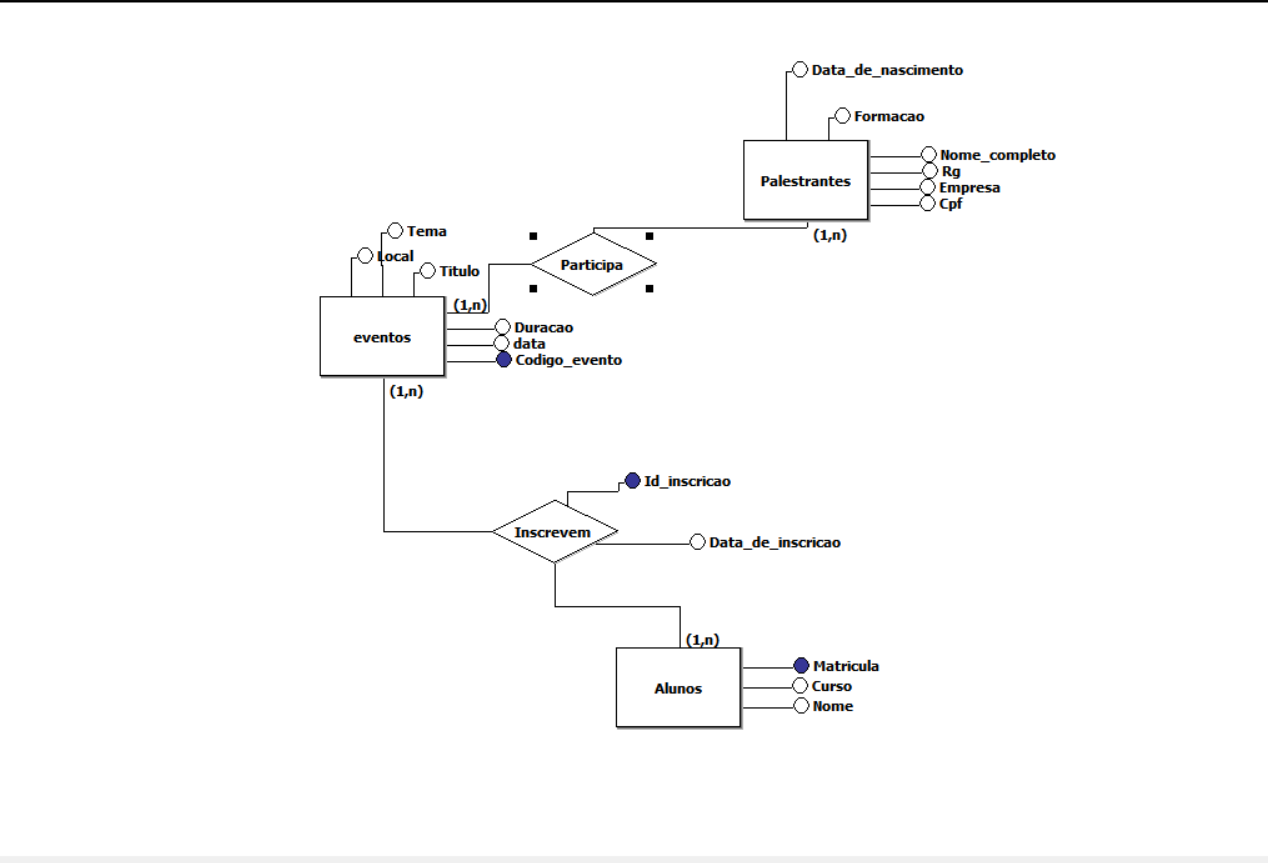 Data_de_nascimento
Formacao
Nome_completo
Rg
Empresa
Cpf
Palestrantes
(1,n)
Participa
Tema
Local
Titulo
(1,n)
Duracao
data
Codigo_evento
eventos
(1,n)
Id_inscricao
Inscrevem
Data_de_inscricao
(1,n)
Matricula
Curso
Nome
Alunos